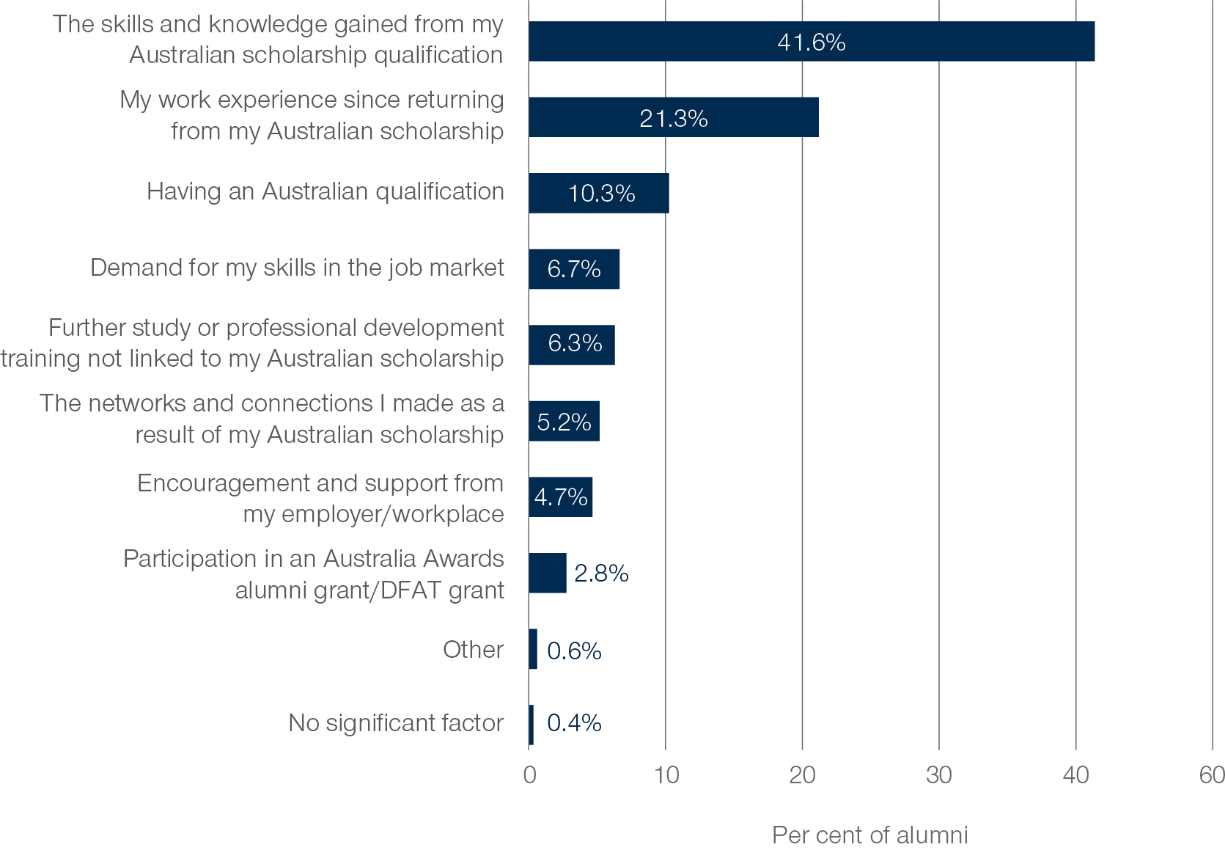 The skills and knowledge gained from my
Australian scholarship qualification
41.6%
My work experience since returning
from my Australian scholarship
21.3%
Having an Australian qualification
10.3%
Demand for my skills in the job market
6.7%
Further study or professional development
training not linked to my Australian scholarship
6.3%
The networks and connections I made as a
result of my Australian scholarship
5.2%
Encouragement and support from
my employer/workplace
4.7%
Participation in an Australia Awards
alumni grant/DFAT grant
2.8%
Other
0.6%
No significant factor
0.4%
0 10 20 30 40 60
Per cent of alumni